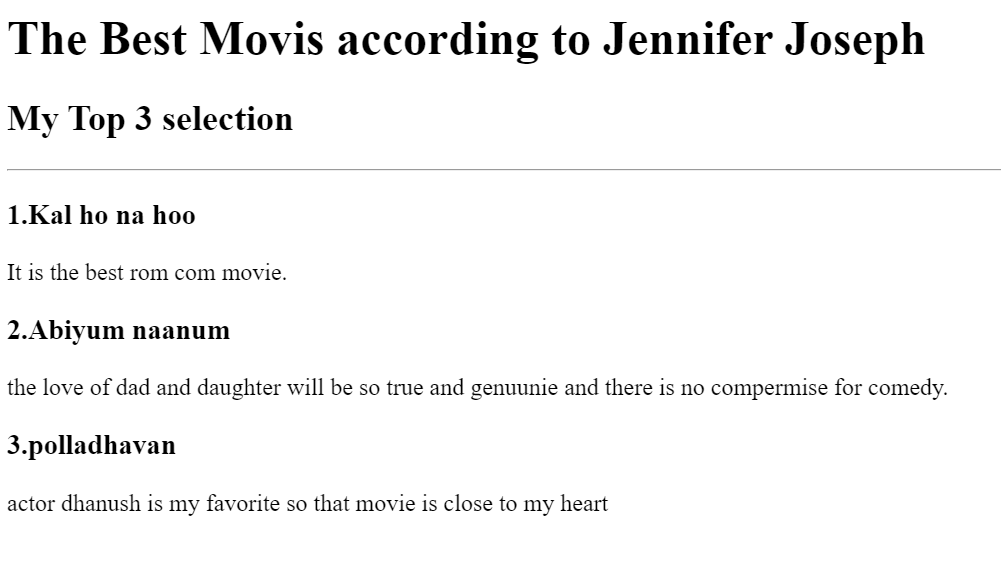 The Best Movis according to Jennifer Joseph
My Top 3 selection
1.Kal ho na hoo
It is the best rom com movie.
2.Abiyum naanum
the love of dad and daughter will be so true and genuunie and there is no compermise for comedy.
3.polladhavan
actor dhanush is my favorite so that movie is close to my heart